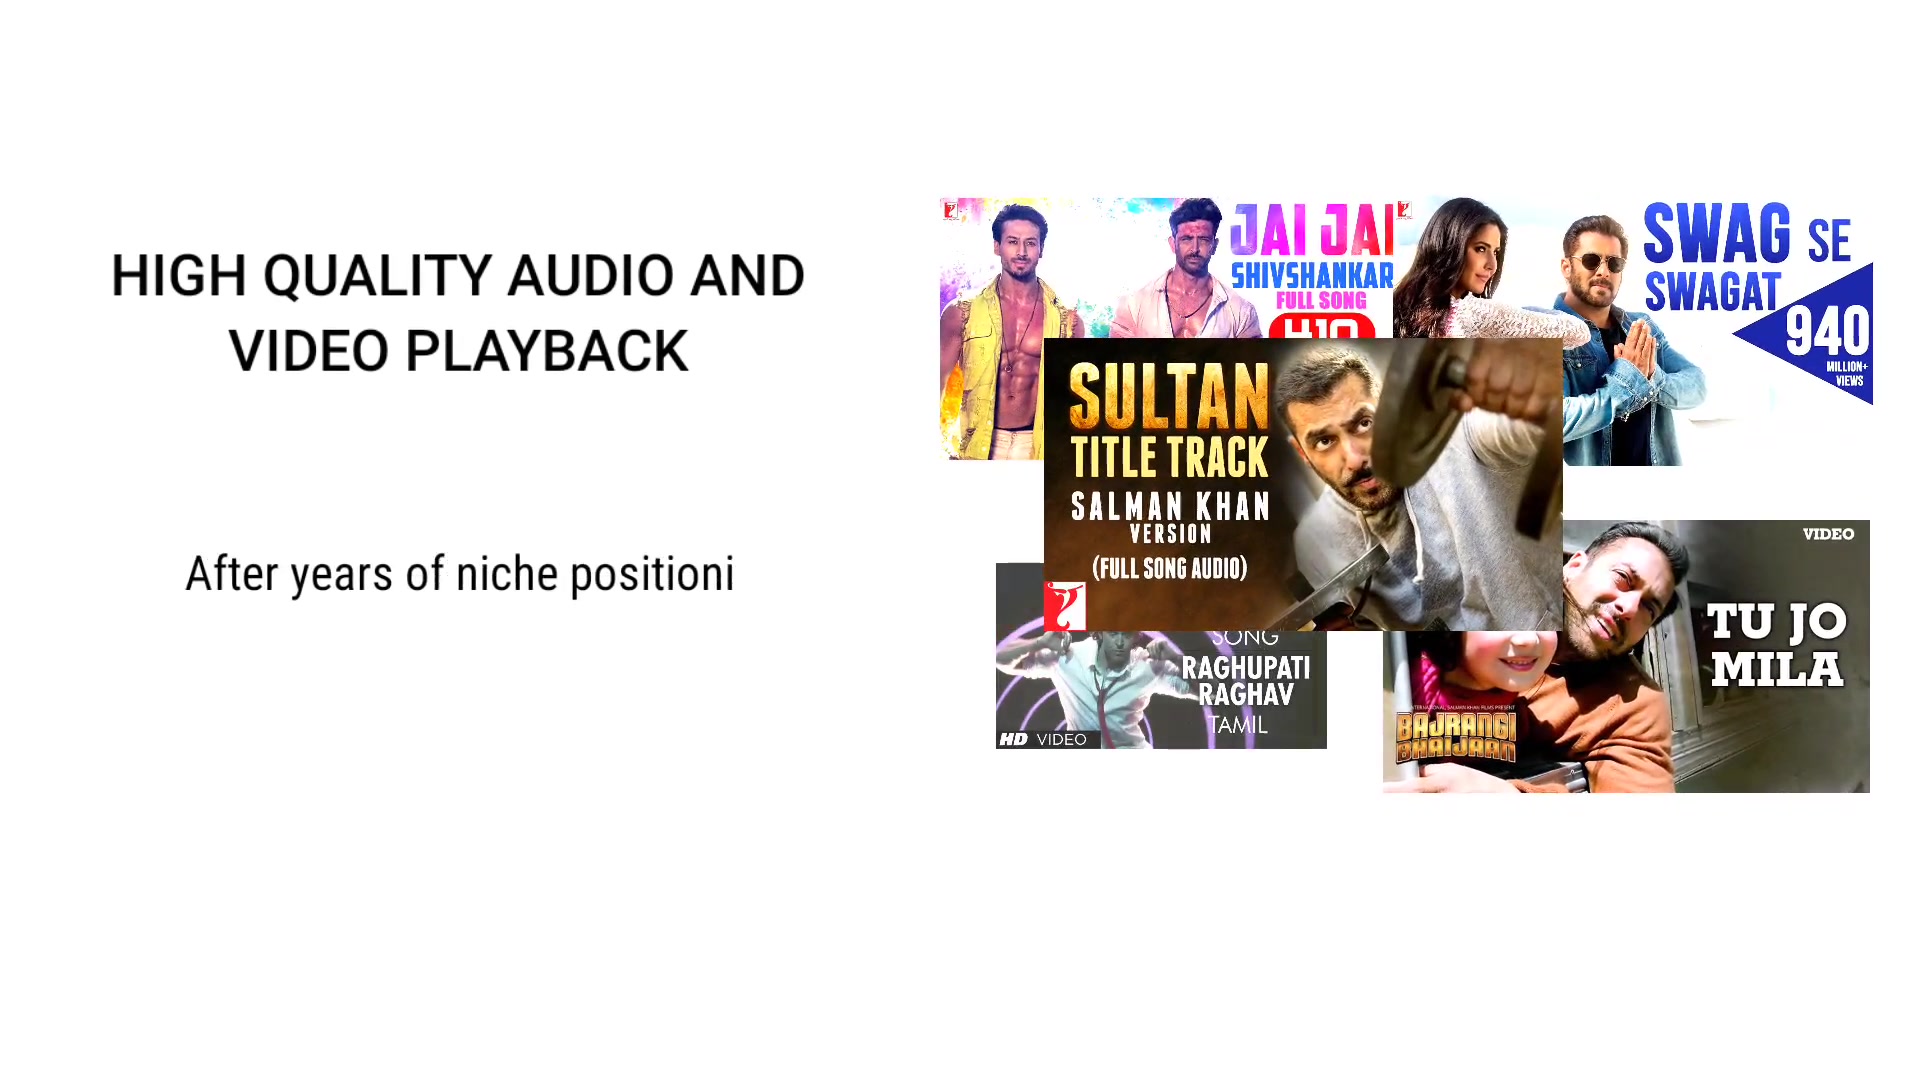 HIGH QUALITY AUDIO AND
VIDEO PLAYBACK
After years of niche positioni
JAI JAI
SHIVSHANKAR
FULL SONG
SWAG SE
SWAGAT
940
MILLION+
VIEWS
SULTAN
TITLE TRACK
SALMAN KHAN
VERSION
(FULL SONG AUDIO)
SONG
RAGHUPATI
RAGHAV
TAMIL
HD VIDEO
VIDEO
TU JO
MILA
BAJRANGI
BHAIJAAN